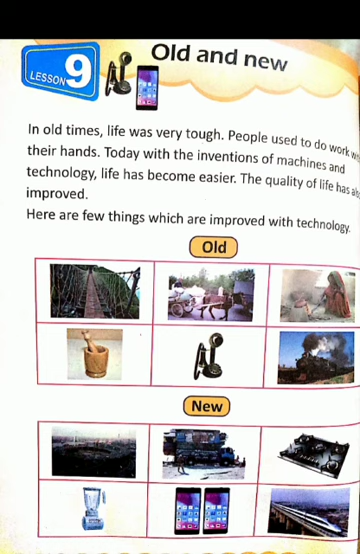 LESSON 9
Old and new
In old times, life was very tough. People used to do work
their hands. Today with the inventions of machines and
technology, life has become easier. The quality of life has
improved.
Here are few things which are improved with technology.
Old
New